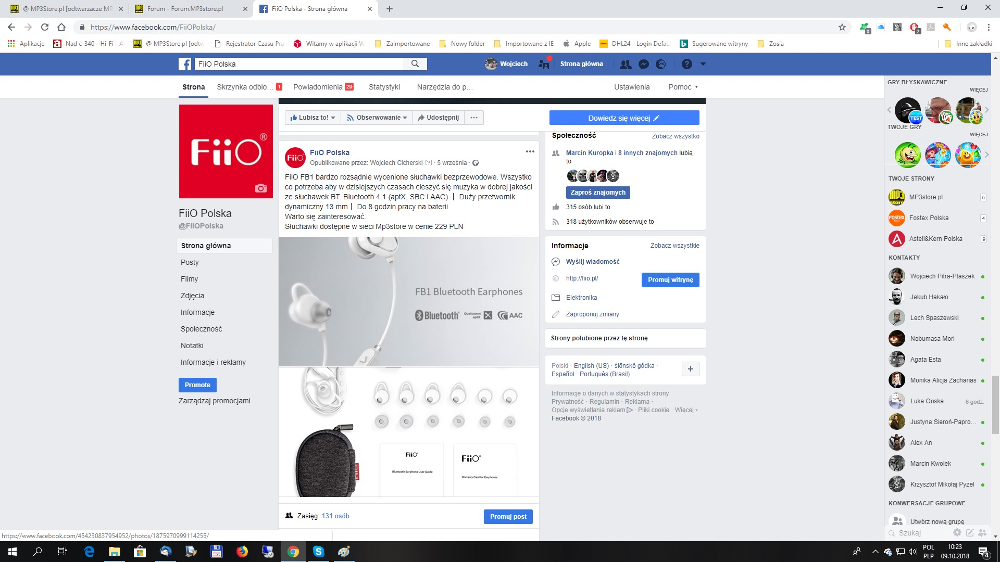 @ MP3Store.pl [odtwarzacze MP
Forum - Forum.MP3store.pl
FiiO Polska - Strona główna
https://www.facebook.com/FiiOPolska/
0
2
Aplikacje
Nad c-340 - Hi-Fi - A
@ MP3Store.pl [odtw
Rejestrator Czasu Pra
Witamy w aplikacji W
Zaimportowane
Nowy folder
Importowane z IE
Apple
DHL24 - Login Defau
Sugerowane witryny
Zosia
Inne zakładki
FiiO Polska
Wojciech
Strona główna
Strona
Skrzynka odbio... 1
Powiadomienia 29
Statystyki
Narzędzia do p...
Ustawienia
Pomoc
FiiO®
FiiO Polska
@FiiOPolska
Strona główna
Posty
Filmy
Zdjęcia
Informacje
Społeczność
Notatki
Informacje i reklamy
Promote
Zarządzaj promocjami
Lubisz to!
Obserwowanie
Udostępnij
Dowiedz się więcej
FiiO
FiiO Polska
Opublikowane przez: Wojciech Cicherski [?] · 5 września ·
FiiO FB1 bardzo rozsądnie wycenione słuchawki bezprzewodowe. Wszystko
co potrzeba aby w dzisiejszych czasach cieszyć się muzyka w dobrej jakości
ze słuchawek BT. Bluetooth 4.1 (aptX, SBC i AAC) | Duży przetwornik
dynamiczny 13 mm | Do 8 godzin pracy na baterii
Warto się zainteresować.
Słuchawki dostępne w sieci Mp3store w cenie 229 PLN
FB1 Bluetooth Earphones
Bluetooth®
Qualcomm aptX
AAC
FiiO
FiiO®
Bluetooth Earphone User Guide
FiiO®
Warranty Card for Earphones
Zasięg: 131 osób
Promuj post
Społeczność
Zobacz wszystko
Marcin Kuropka i 8 innych znajomych lubią
to
Zaproś znajomych
315 osób lubi to
318 użytkowników obserwuje to
Informacje
Zobacz wszystkie
Wyślij wiadomość
http://fiio.pl/
Promuj witrynę
Elektronika
Zaproponuj zmiany
Strony polubione przez tę stronę
Polski · English (US) · ślōnskŏ gŏdka ·
Español · Português (Brasil)
Informacje o danych w statystykach strony
Prywatność · Regulamin · Reklama ·
Opcje wyświetlania reklam · Pliki cookie · Więcej
Facebook © 2018
GRY BŁYSKAWICZNE
WIĘCEJ
TEST
TWOJE GRY
WIĘCEJ
TWOJE STRONY
MP3store.pl 5
Fostex Polska 4
Astell&Kern Polska 9
KONTAKTY
Wojciech Pitra-Ptaszek
Jakub Hakało
Lech Spaszewski
Nobumasa Mori
Agata Esta
Monika Alicja Zacharias
Luka Goska 6 godz.
Justyna Sieroń-Papro...
Alex An
Marcin Kwolek
Krzysztof Mikołaj Pyzel
KONWERSACJE GRUPOWE
Utwórz nową grupę
Szukaj
https://www.facebook.com/454230837954952/photos/1875970999114255/
POL
PLP
10:23
09.10.2018
4